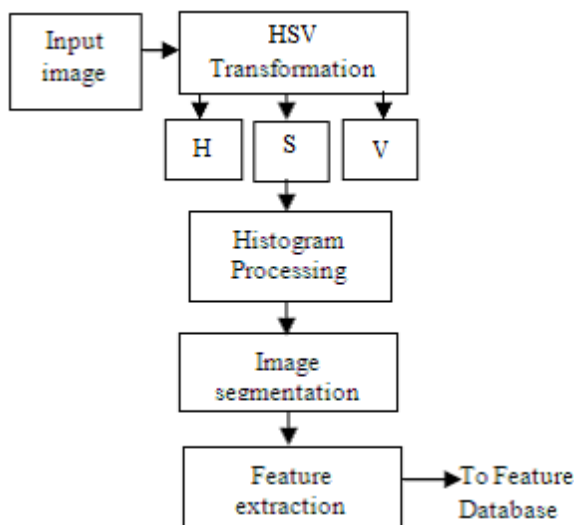 Input
image
HSV
Transformation
H
S
V
Histogram
Processing
Image
segmentation
Feature
extraction
To Feature
Database